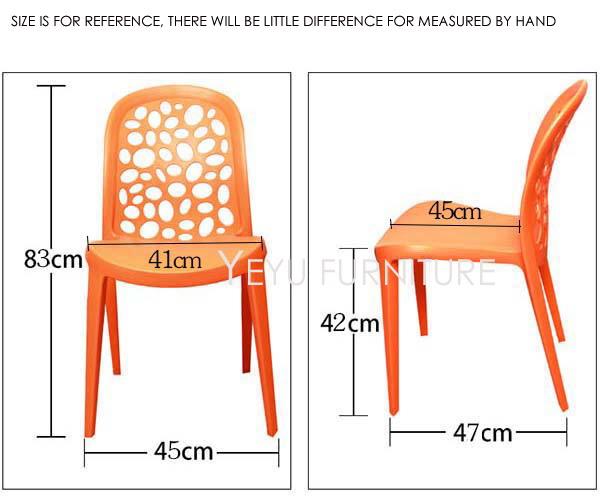 SIZE IS FOR REFERENCE, THERE WILL BE LITTLE DIFFERENCE FOR MEASURED BY HAND
83cm
41cm
45cm
45cm
42cm
47cm
YEYU FURNITURE